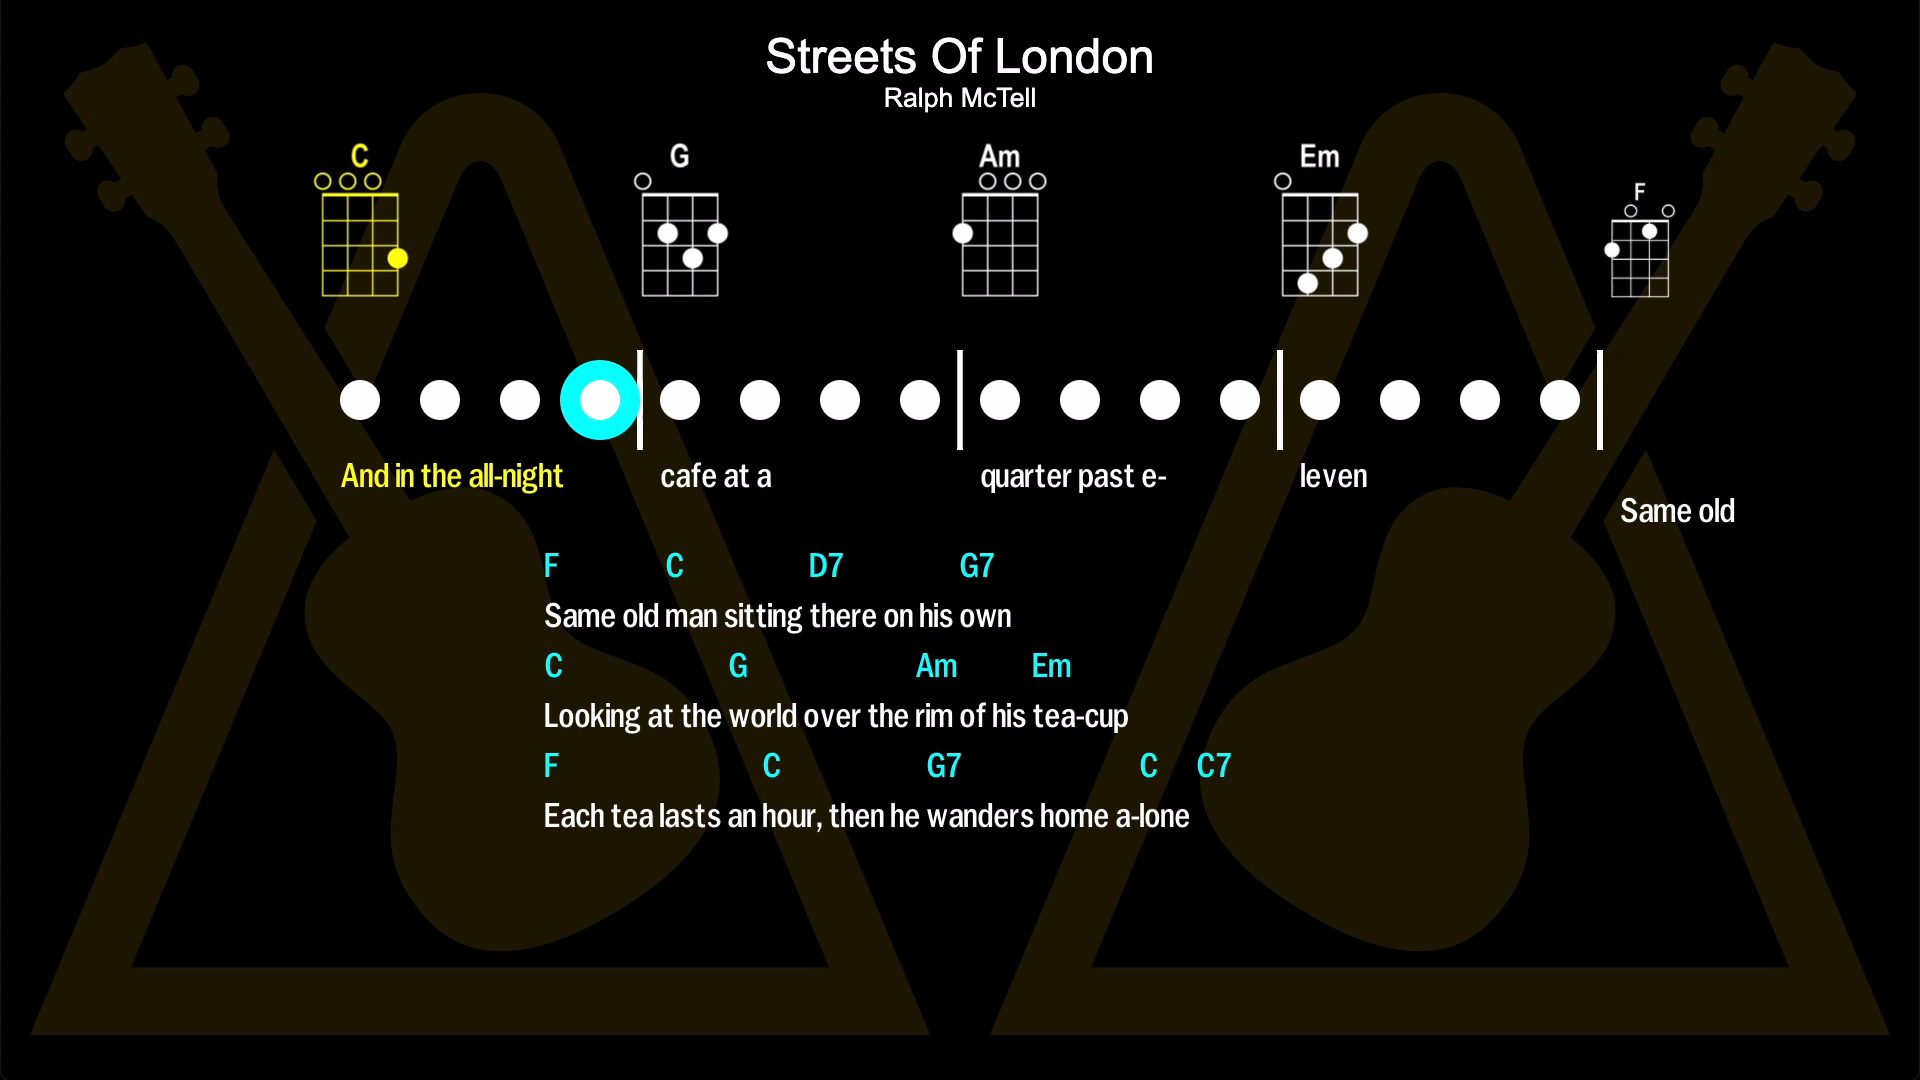 Streets Of London
Ralph McTell
C G Am Em F
And in the all-night cafe at a quarter past e- leven
Same old
F C D7 G7
Same old man sitting there on his own
C G Am Em
Looking at the world over the rim of his tea-cup
F C G7 C C7
Each tea lasts an hour, then he wanders home a-lone